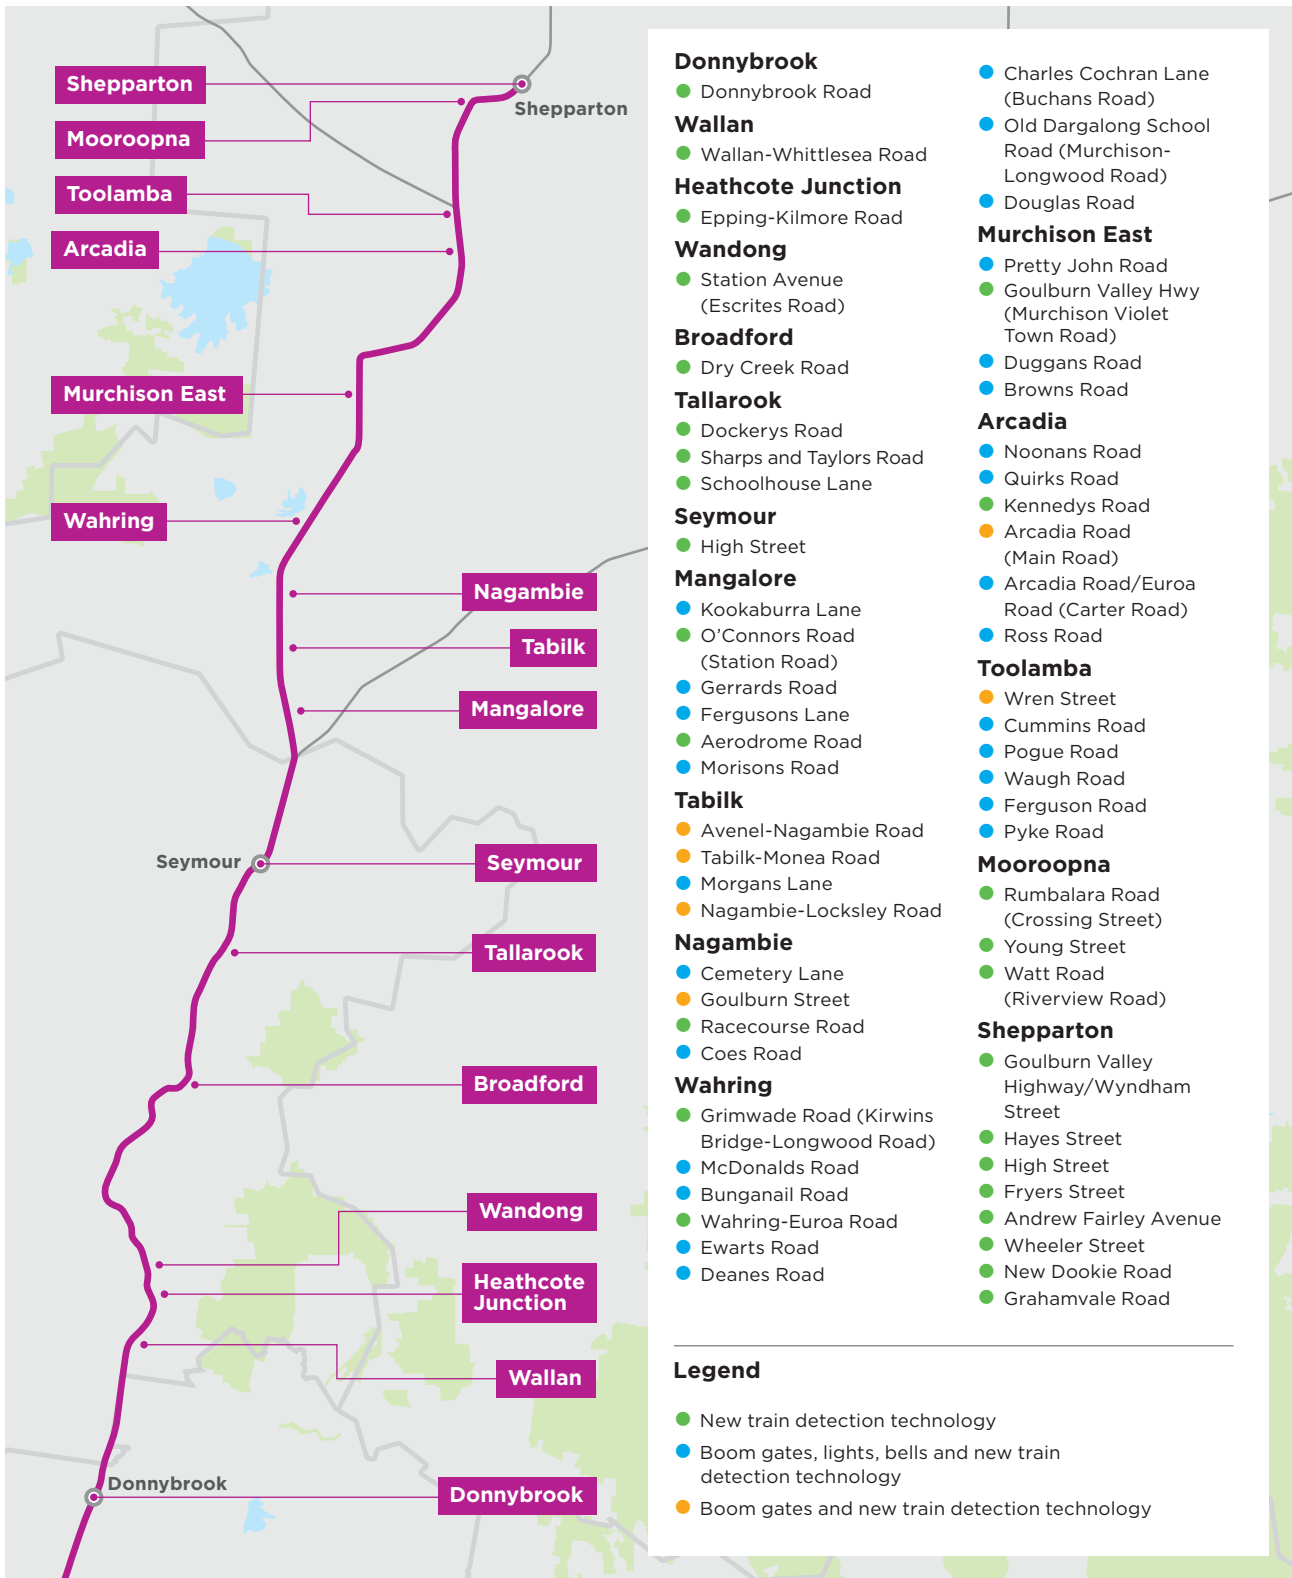 Shepparton
Mooroopna
Toolamba
Arcadia
Murchison East
Wahring
Nagambie
Tabilk
Mangalore
Seymour
Tallarook
Broadford
Wandong
Heathcote
Junction
Wallan
Donnybrook
Shepparton
Seymour
Donnybrook
Donnybrook
Donnybrook Road
Wallan
Wallan-Whittlesea Road
Heathcote Junction
Epping-Kilmore Road
Wandong
Station Avenue
(Escrites Road)
Broadford
Dry Creek Road
Tallarook
Dockerys Road
Sharps and Taylors Road
Schoolhouse Lane
Seymour
High Street
Mangalore
Kookaburra Lane
O'Connors Road
(Station Road)
Gerrards Road
Fergusons Lane
Aerodrome Road
Morisons Road
Tabilk
Avenel-Nagambie Road
Tabilk-Monea Road
Morgans Lane
Nagambie-Locksley Road
Nagambie
Cemetery Lane
Goulburn Street
Racecourse Road
Coes Road
Wahring
Grimwade Road (Kirwins
Bridge-Longwood Road)
McDonalds Road
Bunganail Road
Wahring-Euroa Road
Ewarts Road
Deanes Road
Charles Cochran Lane
(Buchans Road)
Old Dargalong School
Road (Murchison-
Longwood Road)
Douglas Road
Murchison East
Pretty John Road
Goulburn Valley Hwy
(Murchison Violet
Town Road)
Duggans Road
Browns Road
Arcadia
Noonans Road
Quirks Road
Kennedys Road
Arcadia Road
(Main Road)
Arcadia Road/Euroa
Road (Carter Road)
Ross Road
Toolamba
Wren Street
Cummins Road
Pogue Road
Waugh Road
Ferguson Road
Pyke Road
Mooroopna
Rumbalara Road
(Crossing Street)
Young Street
Watt Road
(Riverview Road)
Shepparton
Goulburn Valley
Highway/Wyndham
Street
Hayes Street
High Street
Fryers Street
Andrew Fairley Avenue
Wheeler Street
New Dookie Road
Grahamvale Road
Legend
New train detection technology
Boom gates, lights, bells and new train
detection technology
Boom gates and new train detection technology